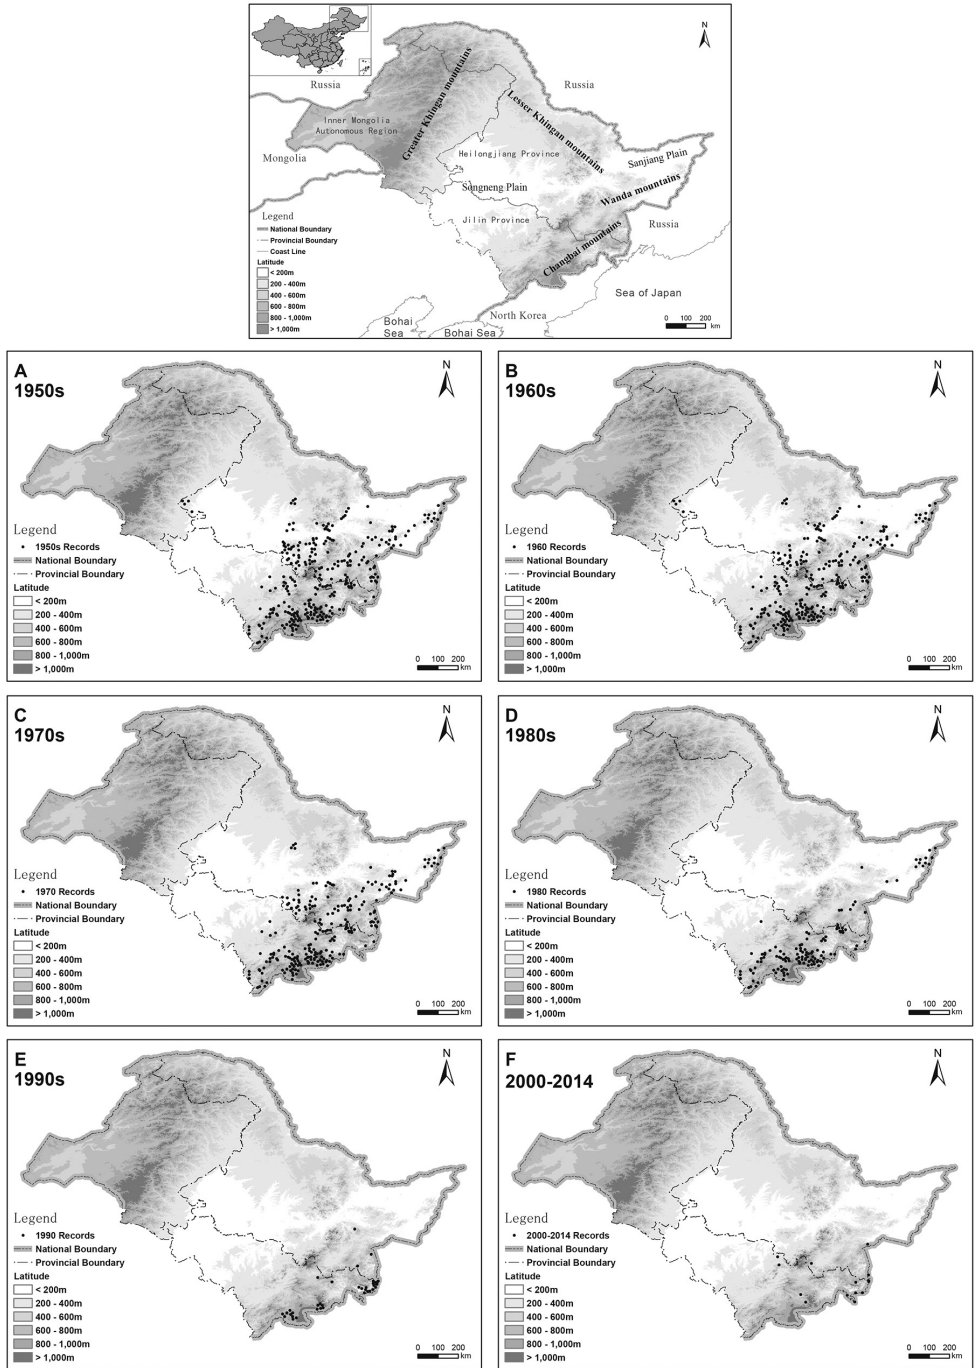 N
Russia
Russia
Greater Khingan mountains
Lesser Khingan mountains
Inner Mongolia
Autonomous Region
Mongolia
Heilongjiang Province
Sanjiang Plain
Songneng Plain
Wanda mountains
Jilin Province
Russia
Changbai mountains
Legend
National Boundary
Provincial Boundary
Coast Line
Latitude
< 200m
200 - 400m
400 - 600m
600 - 800m
800 - 1,000m
> 1,000m
Sea of Japan
North Korea
Bohai
Sea
Bohai Sea
0 100 200
km
A
1950s
N
Legend
1950s Records
National Boundary
Provincial Boundary
Latitude
< 200m
200 - 400m
400 - 600m
600 - 800m
800 - 1,000m
> 1,000m
0 100 200
km
B
1960s
N
Legend
1960 Records
National Boundary
Provincial Boundary
Latitude
< 200m
200 - 400m
400 - 600m
600 - 800m
800 - 1,000m
> 1,000m
0 100 200
km
C
1970s
N
Legend
1970 Records
National Boundary
Provincial Boundary
Latitude
< 200m
200 - 400m
400 - 600m
600 - 800m
800 - 1,000m
> 1,000m
0 100 200
km
D
1980s
N
Legend
1980 Records
National Boundary
Provincial Boundary
Latitude
< 200m
200 - 400m
400 - 600m
600 - 800m
800 - 1,000m
> 1,000m
0 100 200
km
E
1990s
N
Legend
1990 Records
National Boundary
Provincial Boundary
Latitude
< 200m
200 - 400m
400 - 600m
600 - 800m
800 - 1,000m
> 1,000m
0 100 200
km
F
2000-2014
N
Legend
2000-2014 Records
National Boundary
Provincial Boundary
Latitude
< 200m
200 - 400m
400 - 600m
600 - 800m
800 - 1,000m
> 1,000m
0 100 200
km